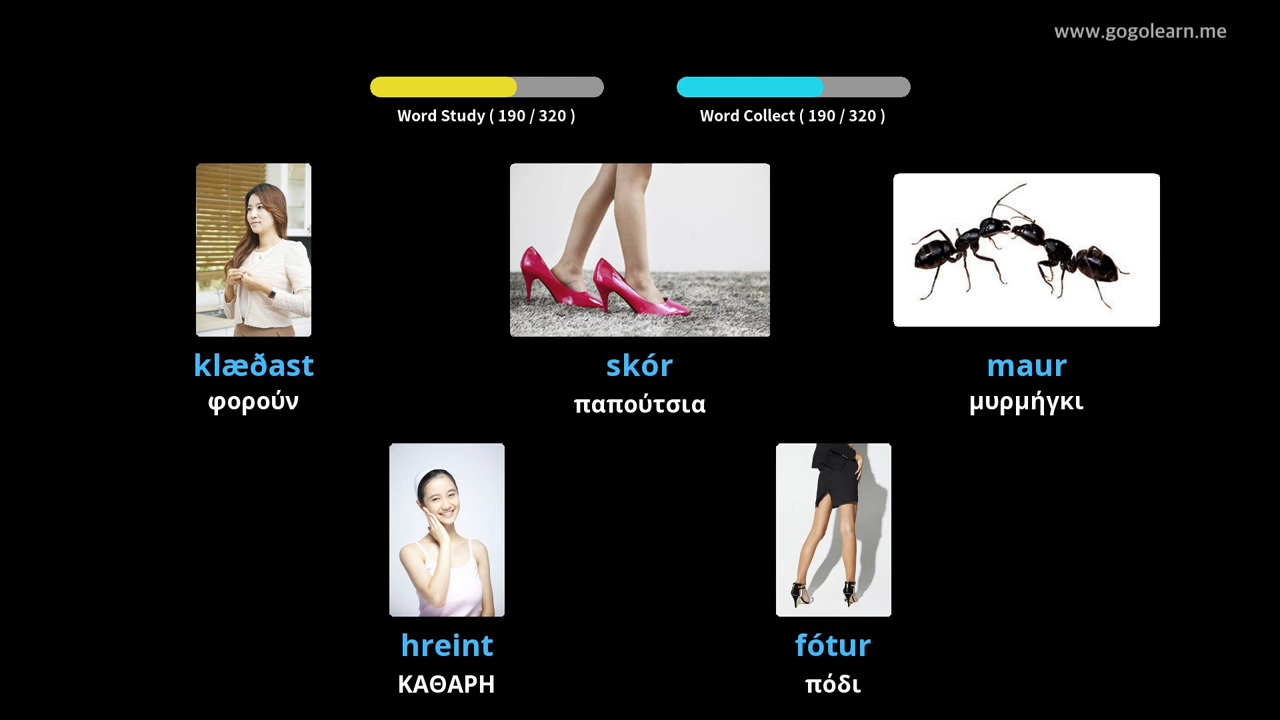 www.gogolearn.me
Word Study ( 190 / 320 )
Word Collect ( 190 / 320 )
klæðast
φορούν
skór
παπούτσια
maur
μυρμήγκι
hreint
ΚΑΘΑΡΗ
fótur
πόδι